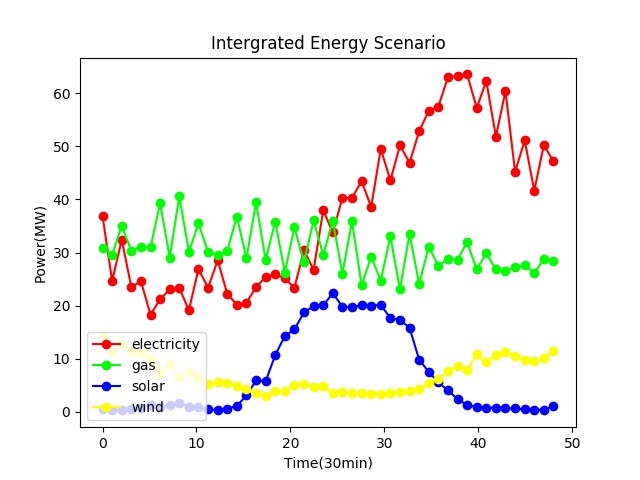 Intergrated Energy Scenario
Power(MW)
60
50
40
30
20
10
0
electricity
gas
solar
wind
0 10 20 30 40 50
Time(30min)